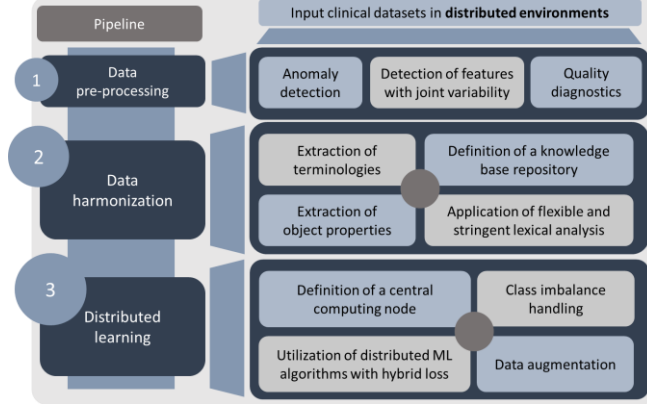 Pipeline
Input clinical datasets in distributed environments
1
Data
pre-processing
Anomaly
detection
Detection of features
with joint variability
Quality
diagnostics
2
Data
harmonization
Extraction of
terminologies
Definition of a knowledge
base repository
Extraction of
object properties
Application of flexible and
stringent lexical analysis
3
Distributed
learning
Definition of a central
computing node
Class imbalance
handling
Utilization of distributed ML
algorithms with hybrid loss
Data augmentation